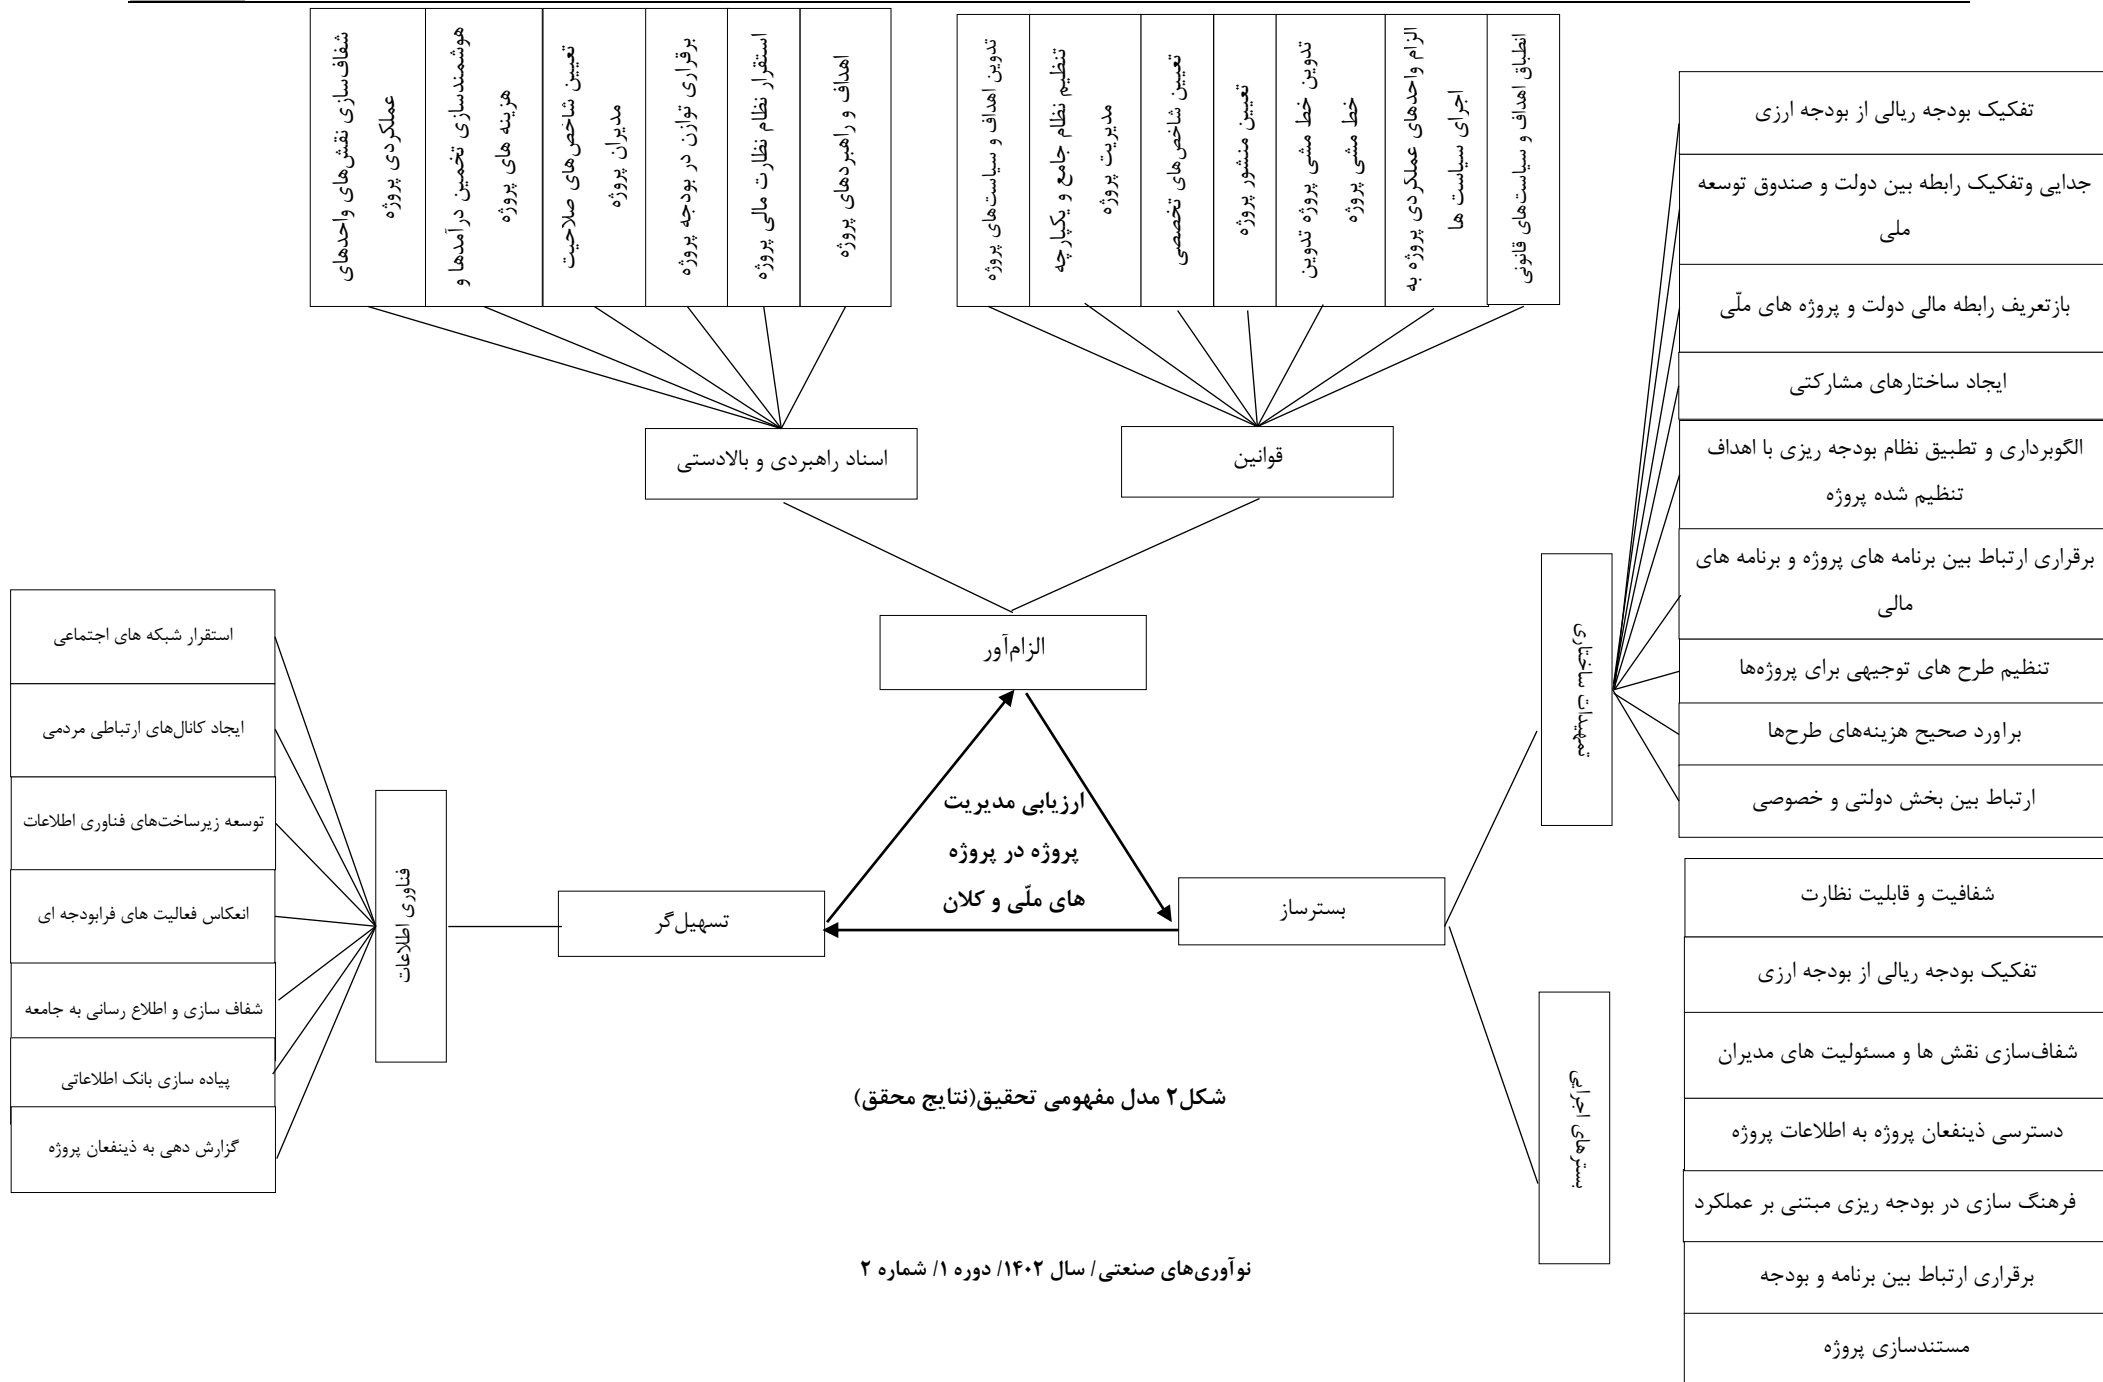 انطباق اهداف و سیاست‌های قانونی
الزام واحدهای عملکردی پروژه به
اجرای سیاست ها
تدوین خط مشی پروژه تدوین
خط مشی پروژه
تعیین منشور پروژه
تعیین شاخص‌های تخصصی
تنظیم نظام جامع و یکپارچه
مدیریت پروژه
تدوین اهداف و سیاست‌های پروژه
اهداف و راهبردهای پروژه
استقرار نظام نظارت مالی پروژه
برقراری توازن در بودجه پروژه
تعیین شاخص‌های صلاحیت
مدیران پروژه
هوشمندسازی تخمین درآمدها و
هزینه های پروژه
شفاف‌سازی نقش‌های واحدهای
عملکردی پروژه
قوانین
اسناد راهبردی و بالادستی
الزام‌آور
ارزیابی مدیریت
پروژه در پروژه
های ملّی و کلان
بسترساز
تسهیل‌گر
تمهیدات ساختاری
تفکیک بودجه ریالی از بودجه ارزی
جدایی وتفکیک رابطه بین دولت و صندوق توسعه
ملی
بازتعریف رابطه مالی دولت و پروژه های ملّی
ایجاد ساختارهای مشارکتی
الگوبرداری و تطبیق نظام بودجه ریزی با اهداف
تنظیم شده پروژه
برقراری ارتباط بین برنامه های پروژه و برنامه های
مالی
تنظیم طرح های توجیهی برای پروژه‌ها
براورد صحیح هزینه‌های طرح‌ها
ارتباط بین بخش دولتی و خصوصی
بسترهای اجرایی
شفافیت و قابلیت نظارت
تفکیک بودجه ریالی از بودجه ارزی
شفاف‌سازی نقش ها و مسئولیت های مدیران
دسترسی ذینفعان پروژه به اطلاعات پروژه
فرهنگ سازی در بودجه ریزی مبتنی بر عملکرد
برقراری ارتباط بین برنامه و بودجه
مستندسازی پروژه
فناوری اطلاعات
استقرار شبکه های اجتماعی
ایجاد کانال‌های ارتباطی مردمی
توسعه زیرساخت‌های فناوری اطلاعات
انعکاس فعالیت های فرابودجه ای
شفاف سازی و اطلاع رسانی به جامعه
پیاده سازی بانک اطلاعاتی
گزارش دهی به ذینفعان پروژه
شکل۲ مدل مفهومی تحقیق(نتایج محقق)
نوآوری‌های صنعتی/ سال ۱۴۰۲/ دوره ۱/ شماره ۲